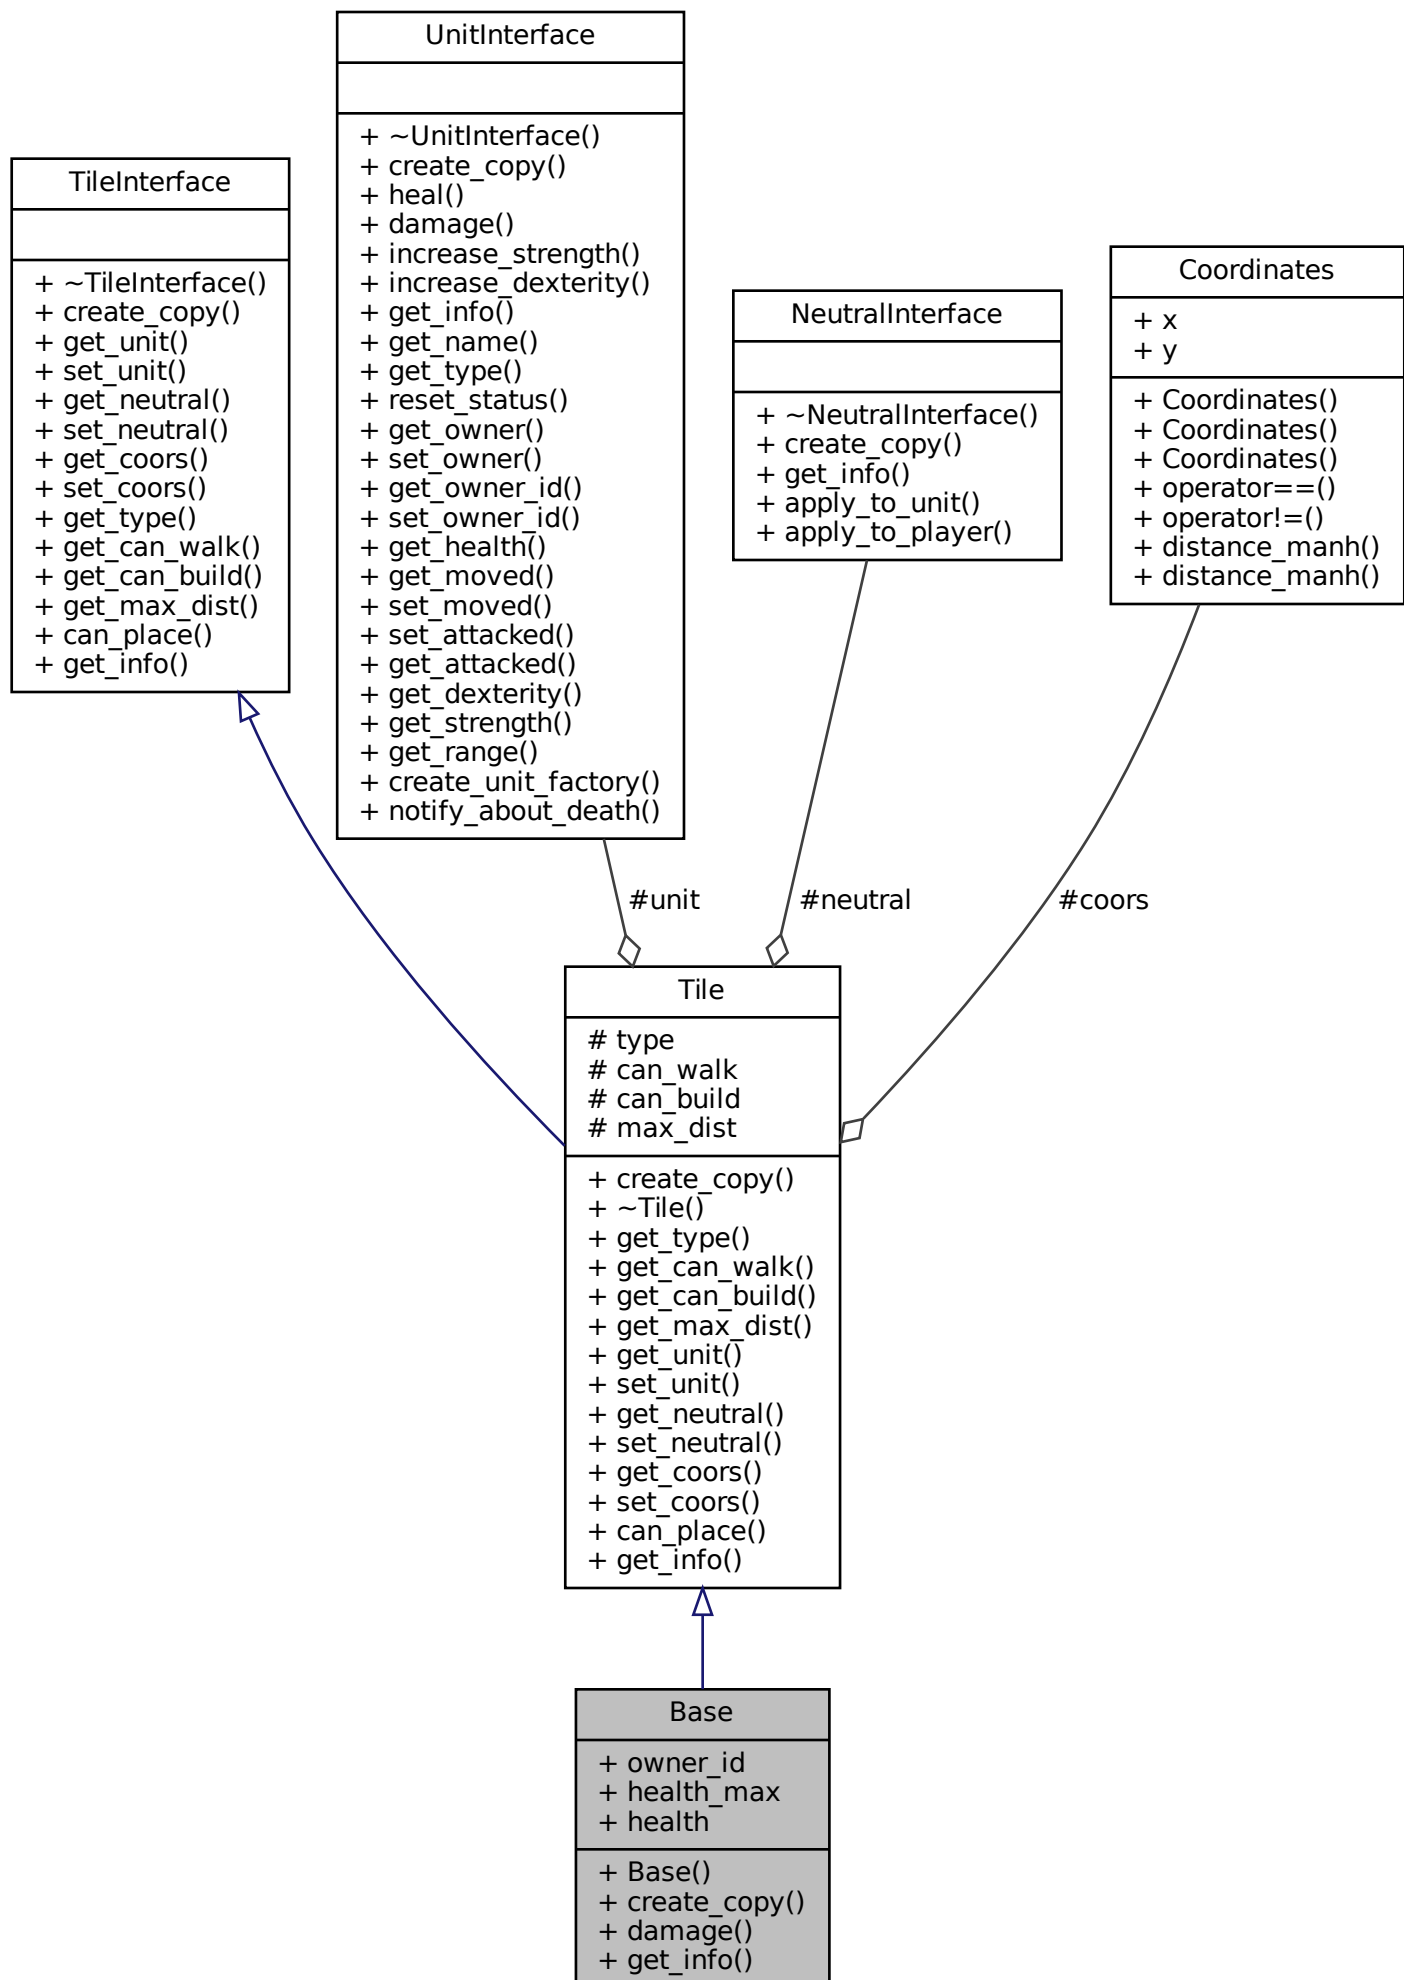 UnitInterface
+ ~UnitInterface()
+ create_copy()
+ heal()
+ damage()
+ increase_strength()
+ increase_dexterity()
+ get_info()
+ get_name()
+ get_type()
+ reset_status()
+ get_owner()
+ set_owner()
+ get_owner_id()
+ set_owner_id()
+ get_health()
+ get_moved()
+ set_moved()
+ set_attacked()
+ get_attacked()
+ get_dexterity()
+ get_strength()
+ get_range()
+ create_unit_factory()
+ notify_about_death()
TileInterface
+ ~TileInterface()
+ create_copy()
+ get_unit()
+ set_unit()
+ get_neutral()
+ set_neutral()
+ get_coors()
+ set_coors()
+ get_type()
+ get_can_walk()
+ get_can_build()
+ get_max_dist()
+ can_place()
+ get_info()
NeutralInterface
+ ~NeutralInterface()
+ create_copy()
+ get_info()
+ apply_to_unit()
+ apply_to_player()
Coordinates
+ x
+ y
+ Coordinates()
+ Coordinates()
+ Coordinates()
+ operator==()
+ operator!=()
+ distance_manh()
+ distance_manh()
#unit
#neutral
#coors
Tile
# type
# can_walk
# can_build
# max_dist
+ create_copy()
+ ~Tile()
+ get_type()
+ get_can_walk()
+ get_can_build()
+ get_max_dist()
+ get_unit()
+ set_unit()
+ get_neutral()
+ set_neutral()
+ get_coors()
+ set_coors()
+ can_place()
+ get_info()
Base
+ owner_id
+ health_max
+ health
+ Base()
+ create_copy()
+ damage()
+ get_info()